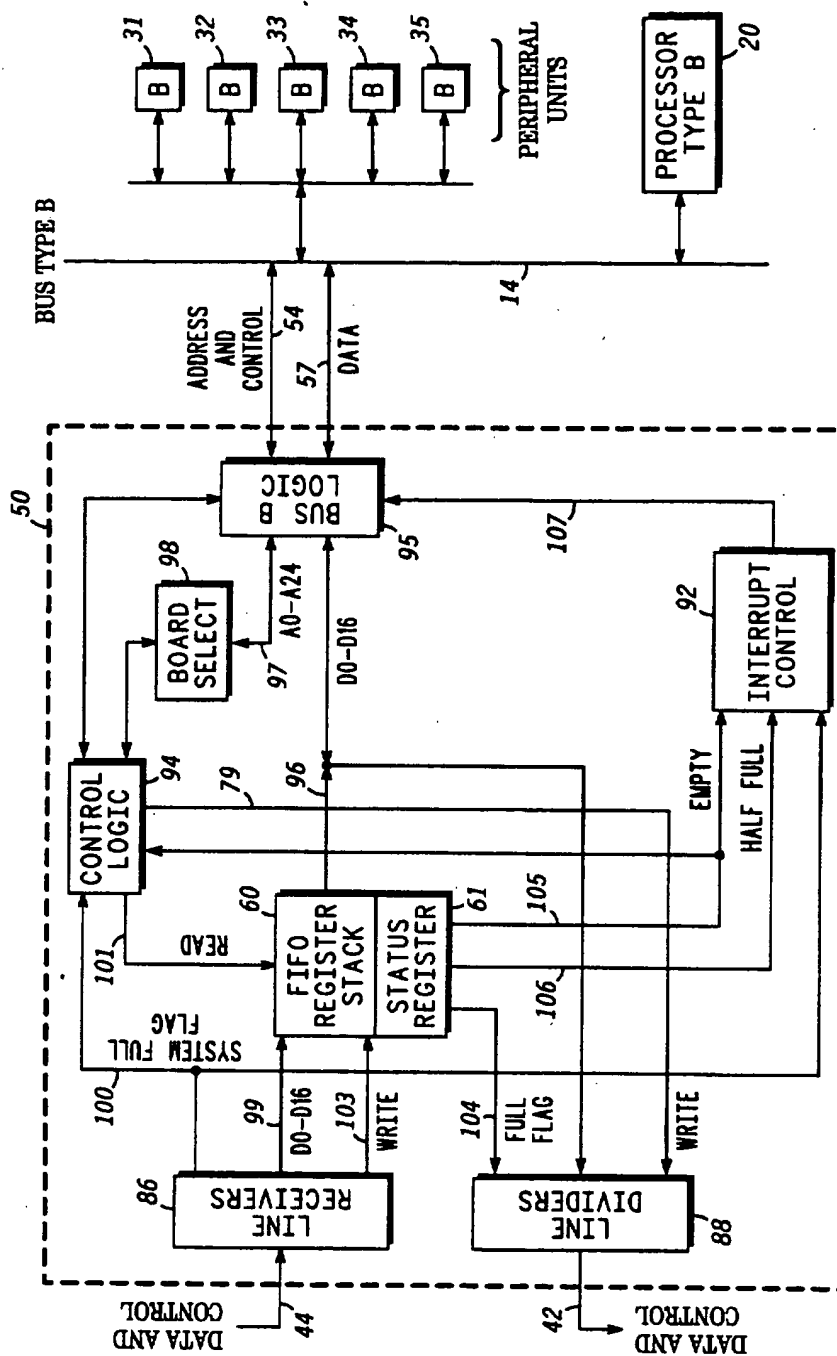 50
DATA AND
CONTROL
44
LINE
RECEIVERS
86
100
SYSTEM FULL
FLAG
101
READ
CONTROL
LOGIC
94
79
BOARD
SELECT
98
97
A0-A24
99
D0-D16
103
WRITE
FIFO
REGISTER
STACK
60
STATUS
REGISTER
61
96
D0-D16
BUS B
LOGIC
95
104
FULL
FLAG
106
105
EMPTY
HALF FULL
WRITE
LINE
DIVIDERS
88
42
DATA AND
CONTROL
INTERRUPT
CONTROL
92
107
ADDRESS
AND
CONTROL
54
57
DATA
BUS TYPE B
14
B
31
B
32
B
33
B
34
B
35
PERIPHERAL
UNITS
PROCESSOR
TYPE B
20